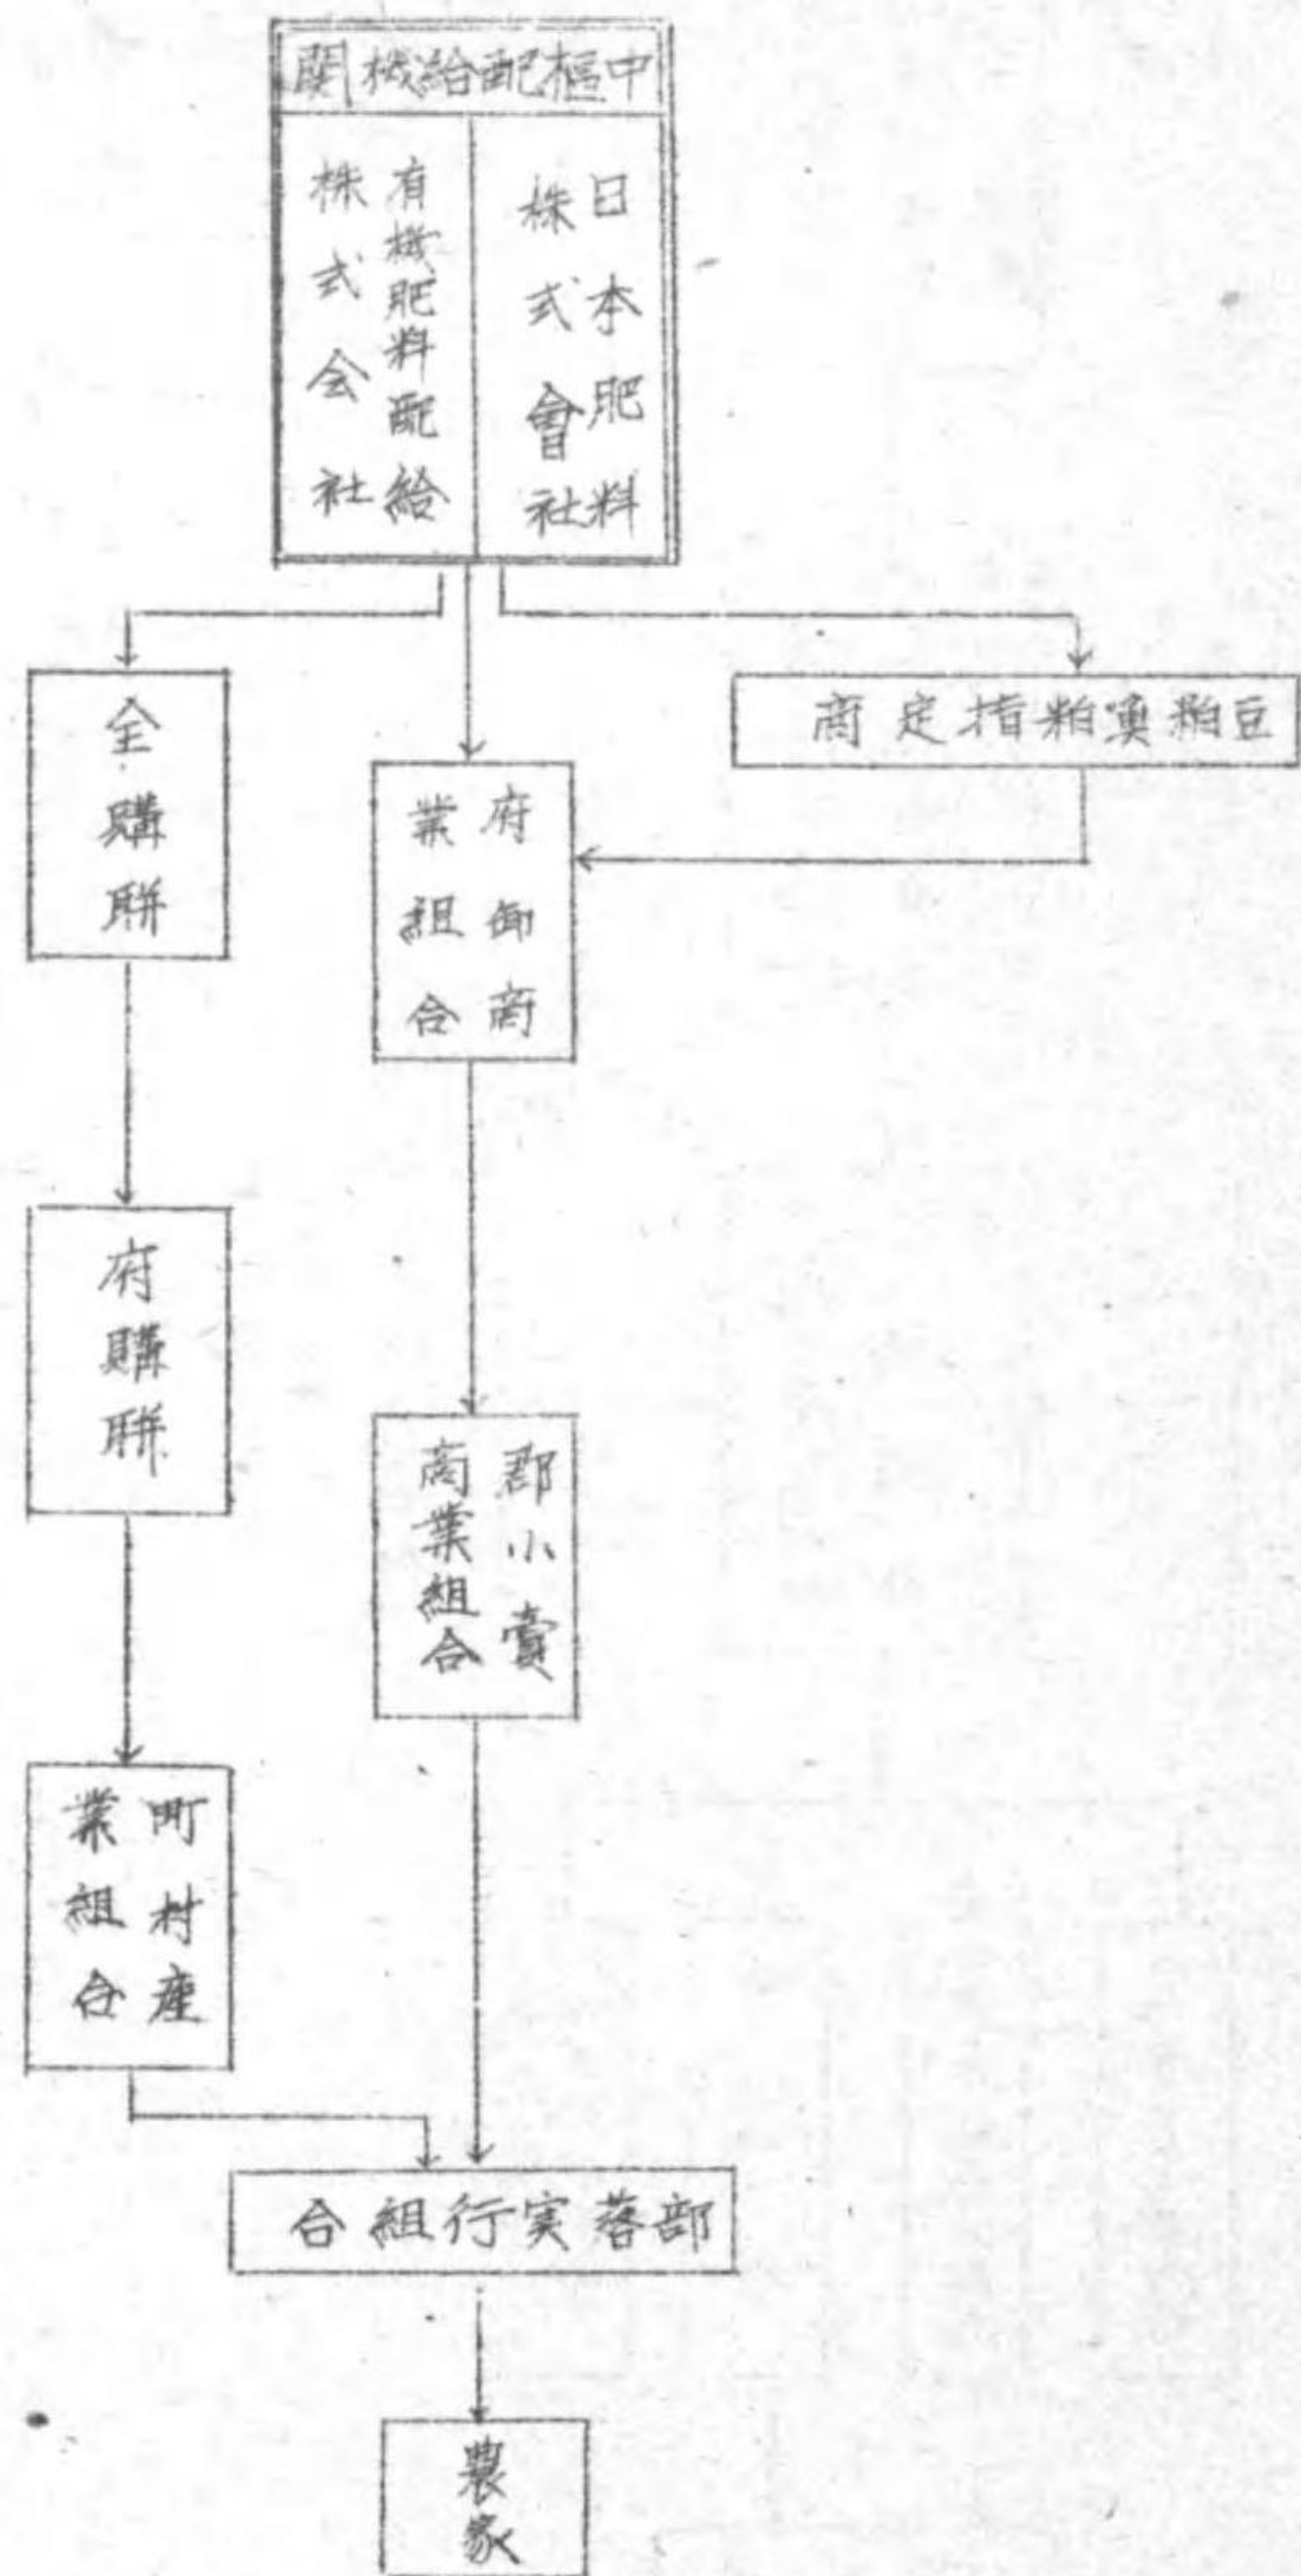 中樞配給機関
日本肥料
株式會社
有機肥料配給
株式会社
豆粕魚粕指定商
全購聯
府卸商
業組合
府購聯
郡小賣
商業組合
町村産
業組合
部落実行組合
農家